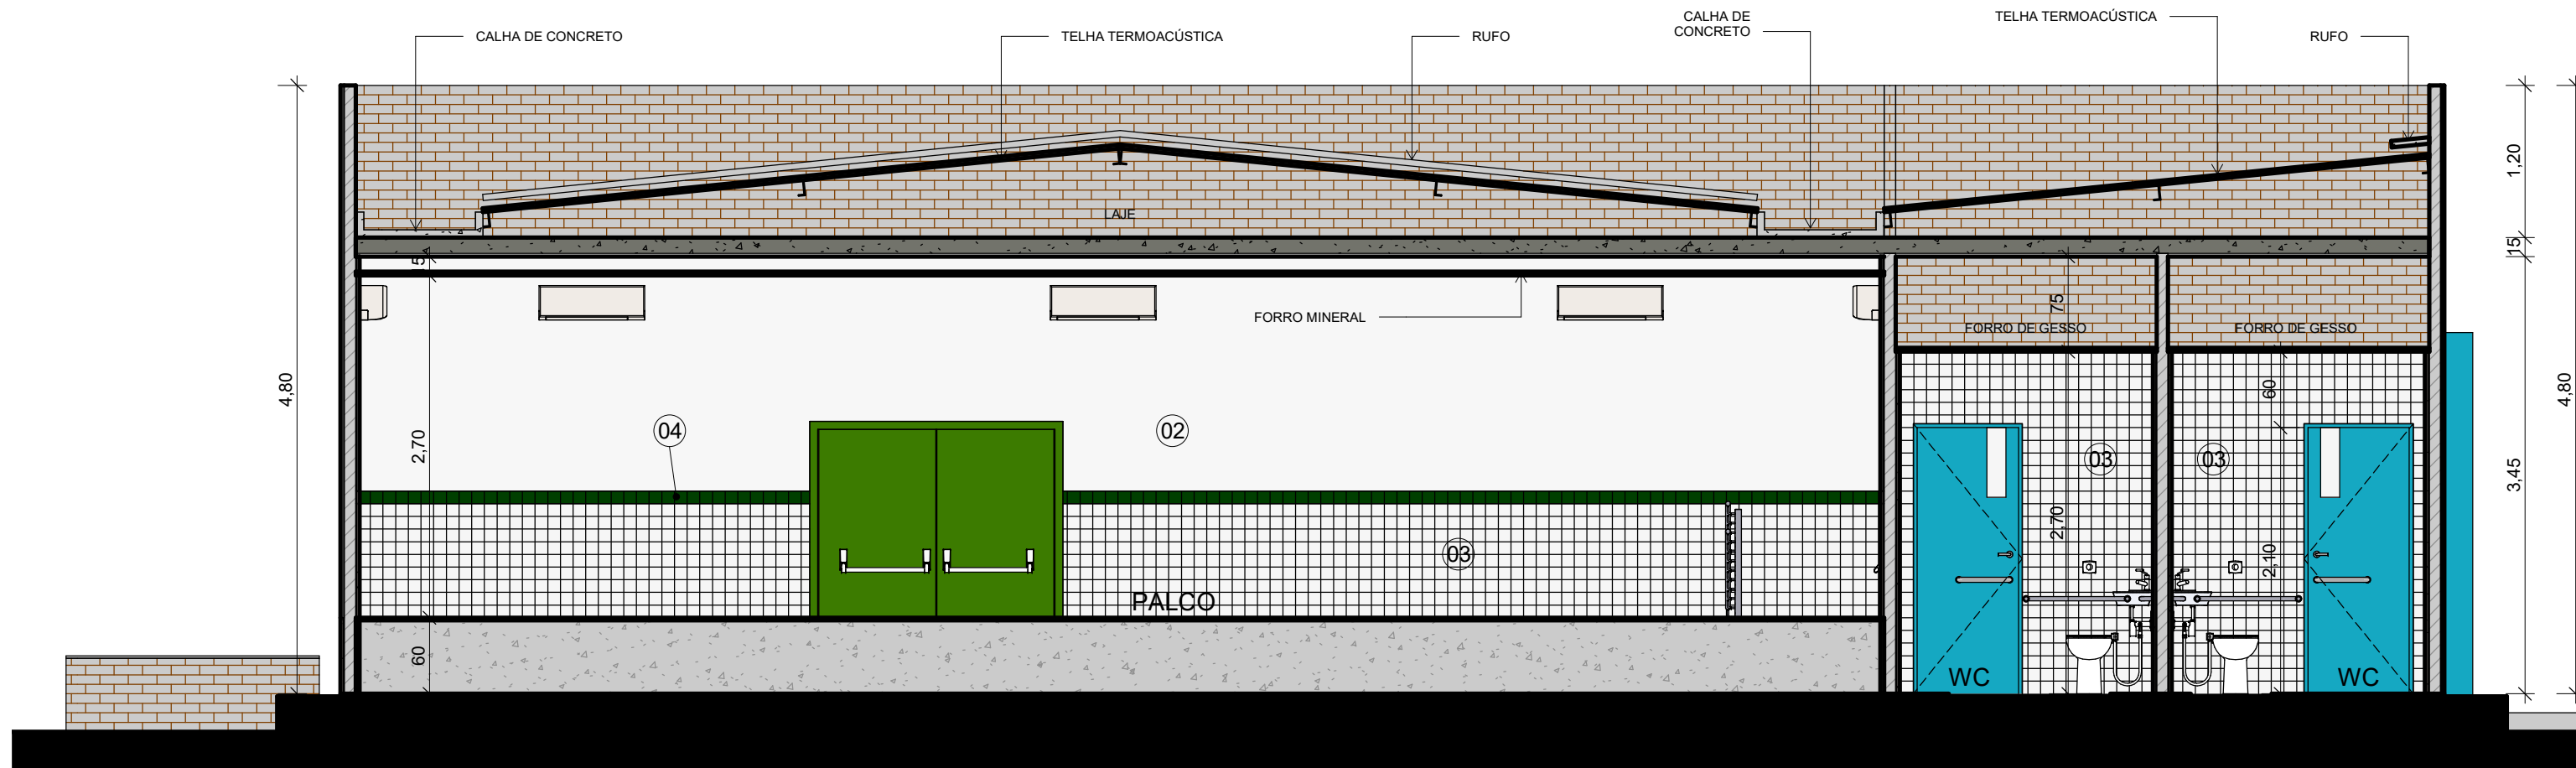 CALHA DE CONCRETO
TELHA TERMOACÚSTICA
RUFO
CALHA DE
CONCRETO
TELHA TERMOACÚSTICA
RUFO
LAJE
1,20
15
15
75
FORRO MINERAL
FORRO DE GESSO
FORRO DE GESSO
4,80
4,80
60
2,70
04
02
03
03
3,45
2,70
2,10
03
PALCO
60
WC
WC